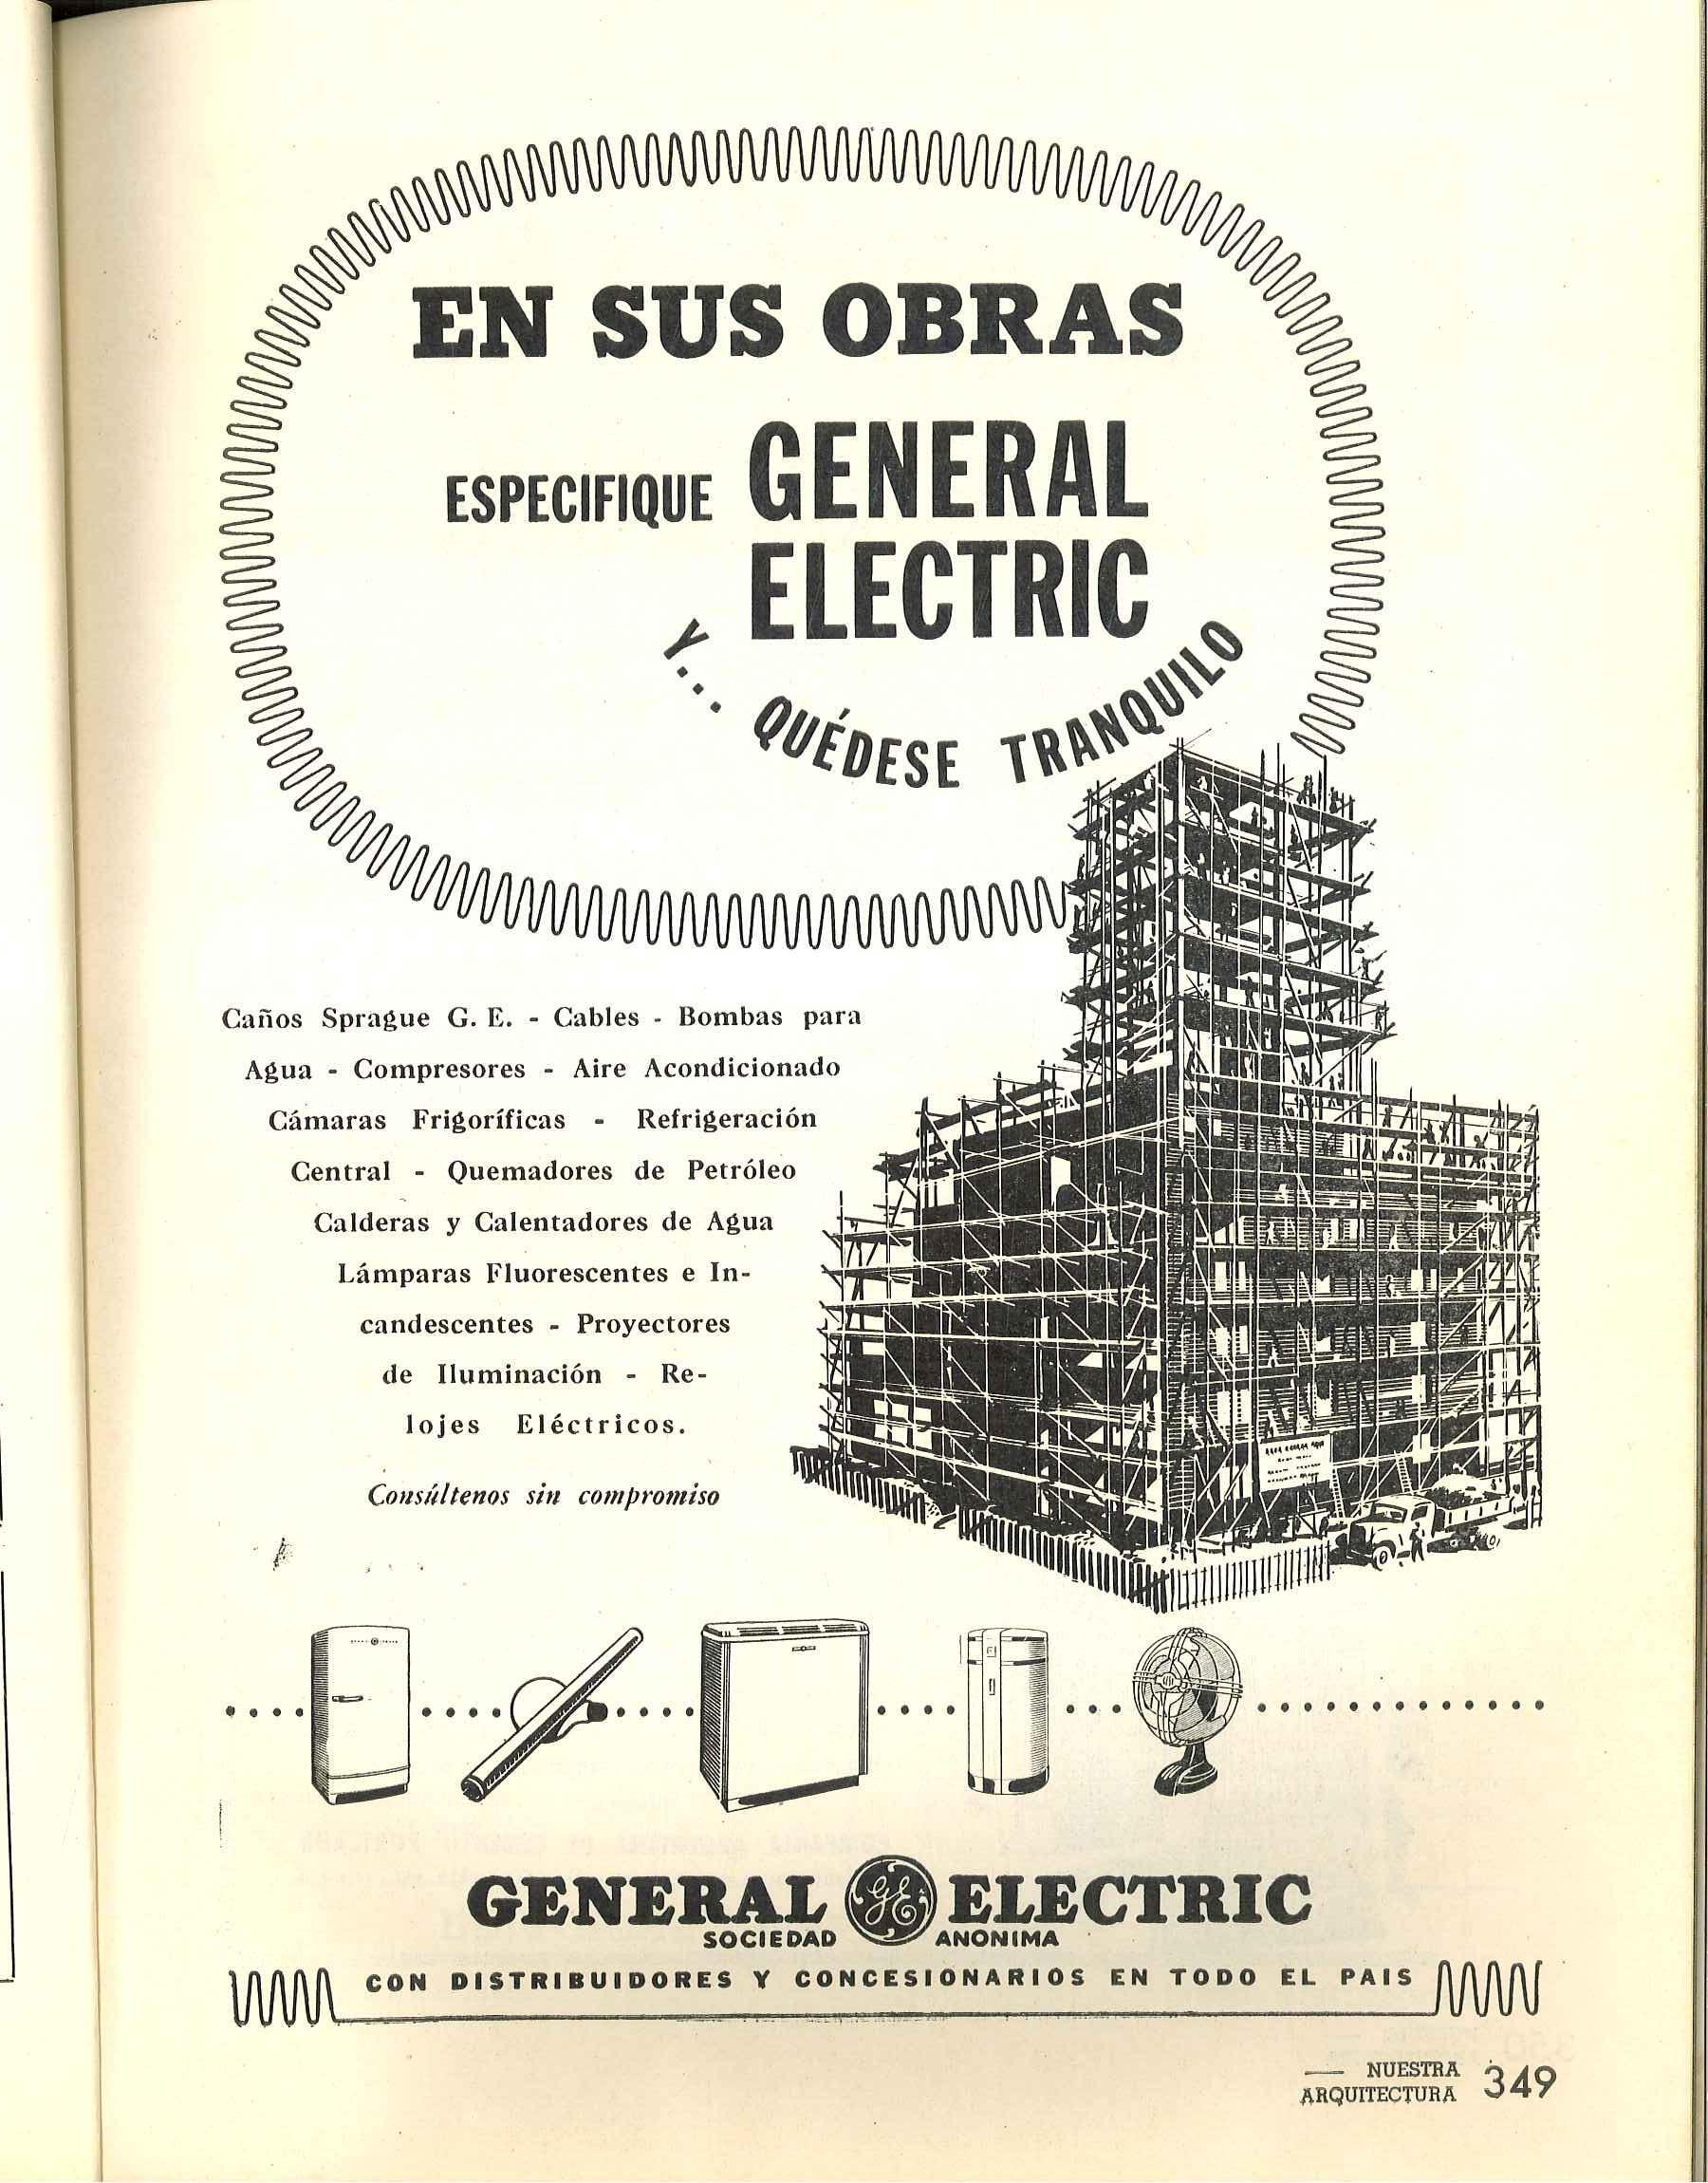 EN SUS OBRAS
ESPECIFIQUE GENERAL
ELECTRIC
Y... QUÉDESE TRANQUILO
Caños Sprague G. E. - Cables - Bombas para
Agua - Compresores - Aire Acondicionado
Cámaras Frigoríficas - Refrigeración
Central - Quemadores de Petróleo
Calderas y Calentadores de Agua
Lámparas Fluorescentes e In-
candescentes - Proyectores
de Iluminación - Re-
lojes Eléctricos.
Consúltenos sin compromiso
GENERAL GE ELECTRIC
SOCIEDAD ANONIMA
CON DISTRIBUIDORES Y CONCESIONARIOS EN TODO EL PAIS
NUESTRA
ARQUITECTURA 349